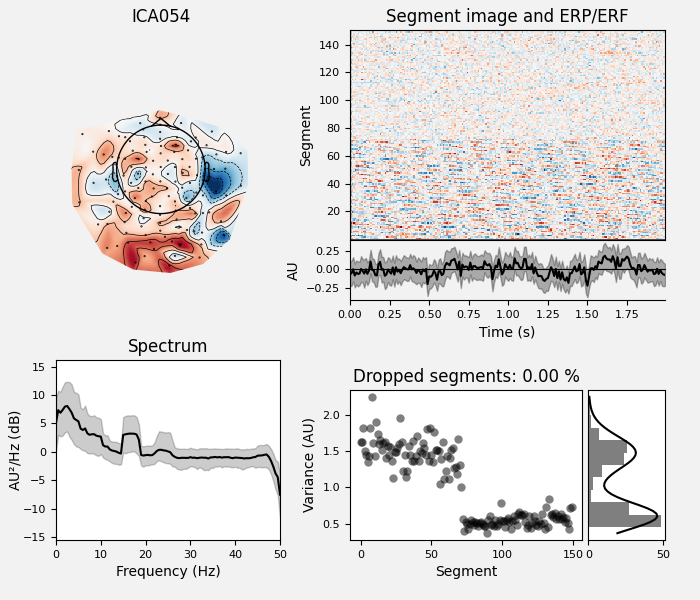 ICA054
Segment image and ERP/ERF
Segment
140
120
100
80
60
40
20
AU
0.25
0.00
−0.25
0.00 0.25 0.50 0.75 1.00 1.25 1.50 1.75
Time (s)
Spectrum
AU²/Hz (dB)
15
10
5
0
−5
−10
−15
0 10 20 30 40 50
Frequency (Hz)
Dropped segments: 0.00 %
Variance (AU)
2.0
1.5
1.0
0.5
0 50 100 150
Segment
0 50